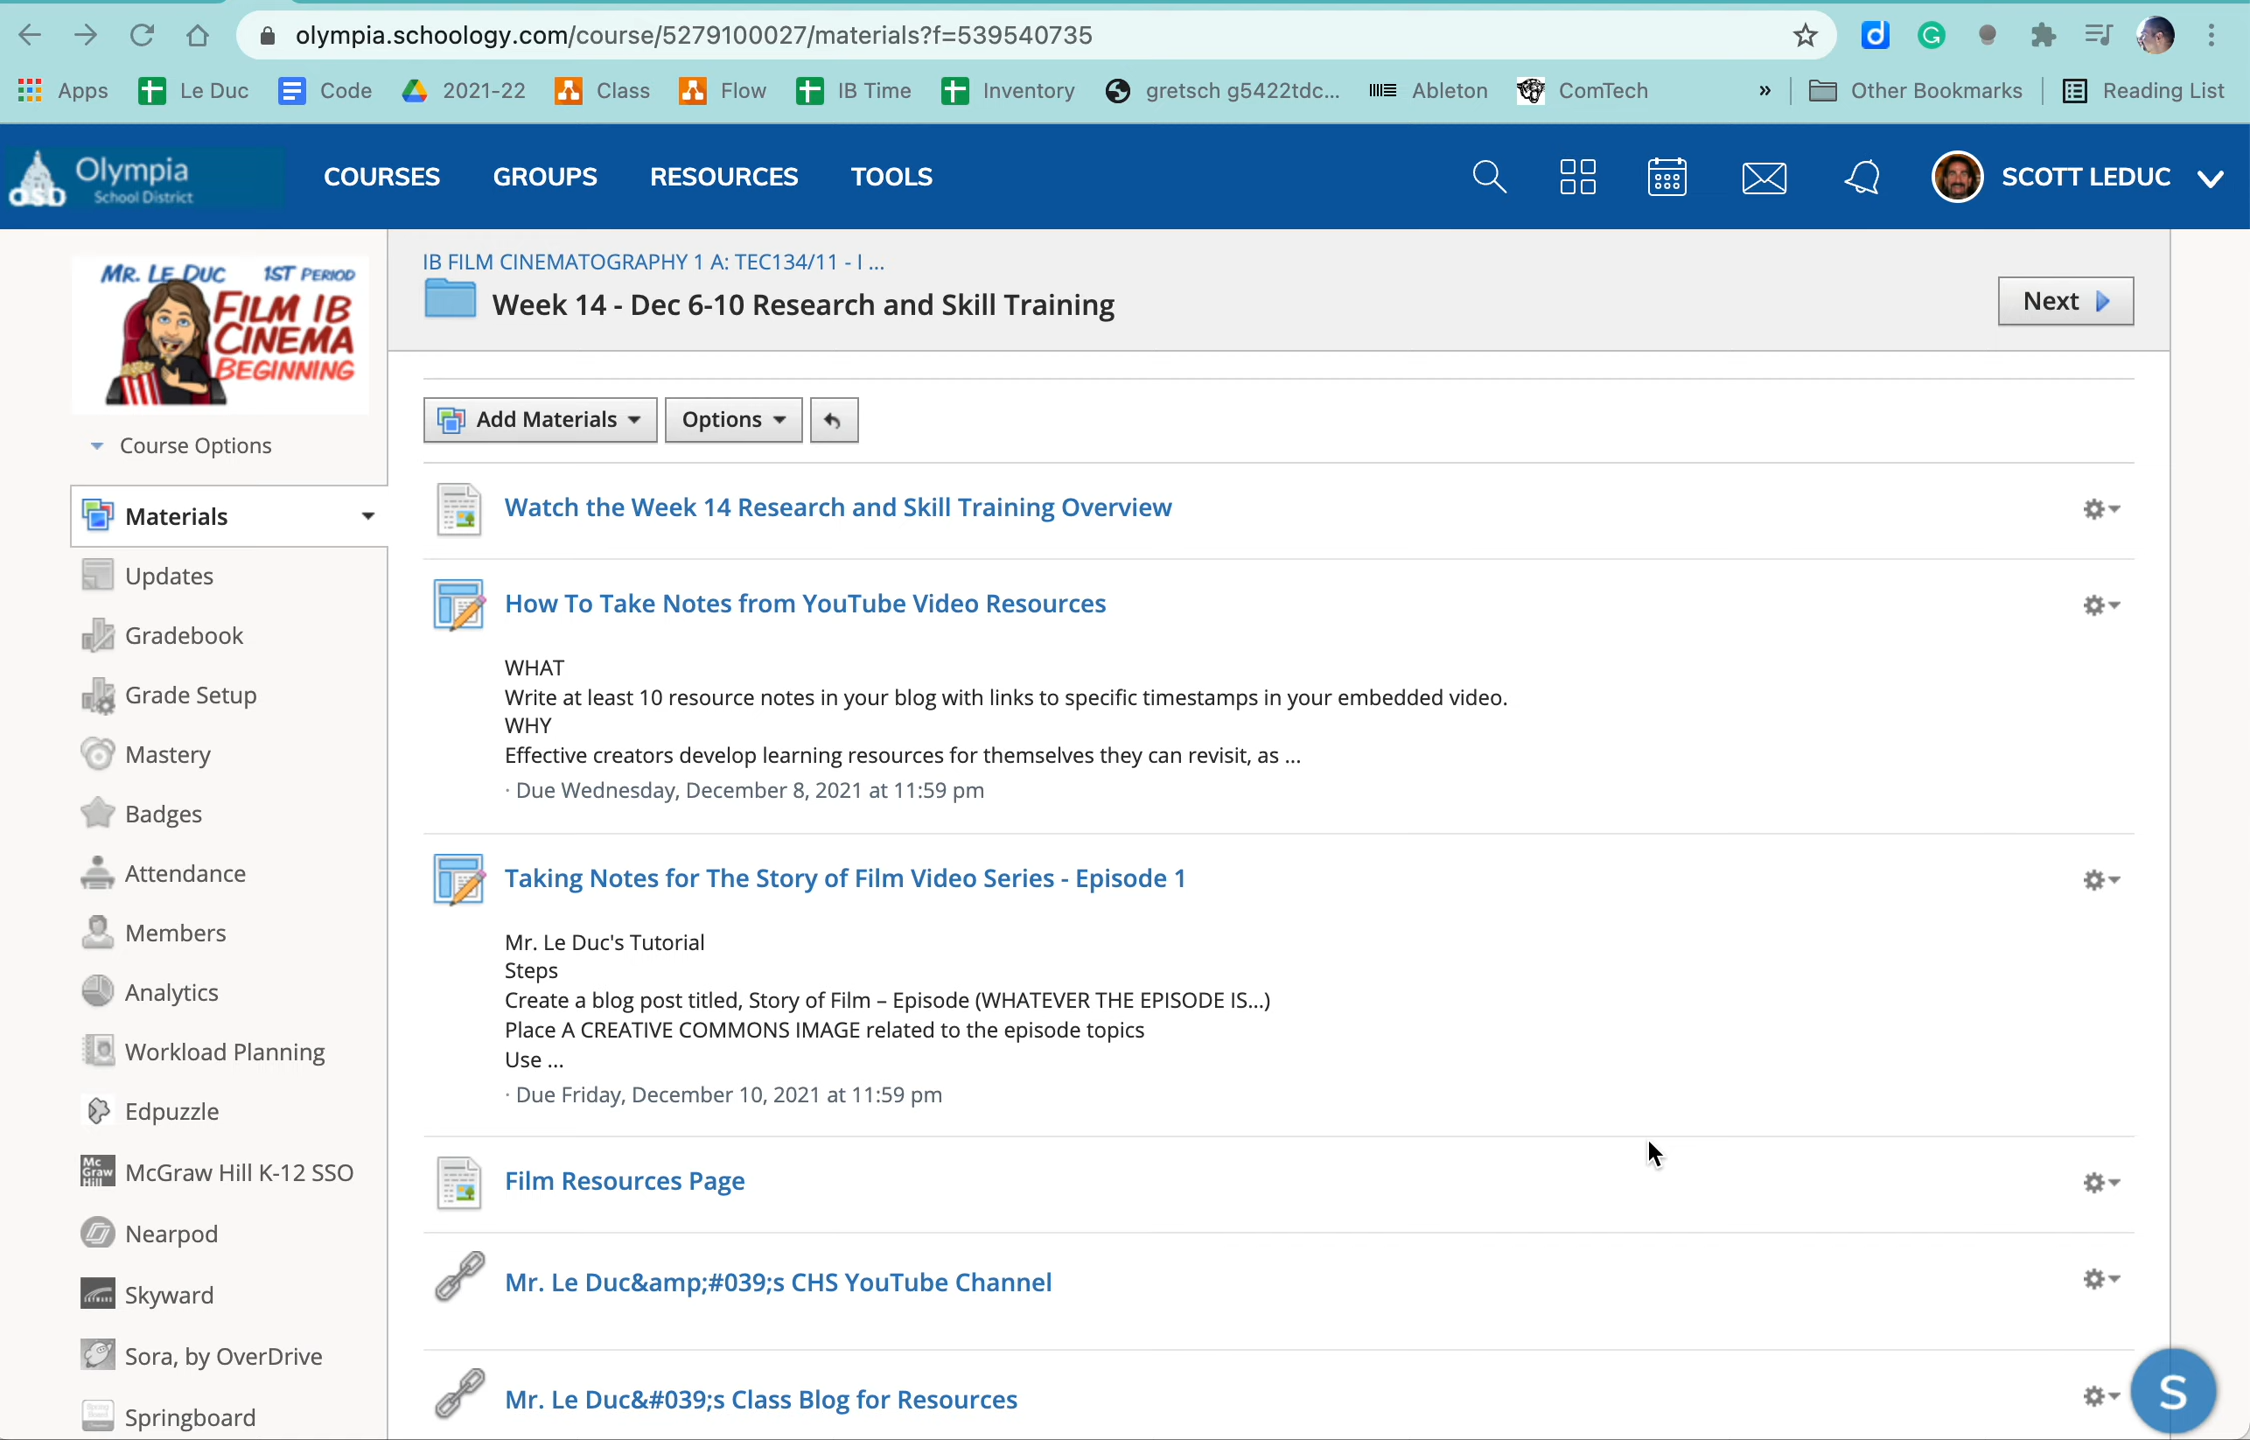 olympia.schoology.com/course/5279100027/materials?f=539540735
Apps Le Duc Code 2021-22 Class Flow IB Time Inventory gretsch g5422tdc... Ableton ComTech » Other Bookmarks Reading List
Olympia
School District
osd
COURSES GROUPS RESOURCES TOOLS SCOTT LEDUC
MR. LE DUC 1ST PERIOD
FILM IB
CINEMA
BEGINNING
Course Options
Materials
Updates
Gradebook
Grade Setup
Mastery
Badges
Attendance
Members
Analytics
Workload Planning
Edpuzzle
Mc
Graw
Hill
McGraw Hill K-12 SSO
Nearpod
Skyward
Sora, by OverDrive
Springboard
IB FILM CINEMATOGRAPHY 1 A: TEC134/11 - I ...
Week 14 - Dec 6-10 Research and Skill Training
Next
Add Materials Options
Watch the Week 14 Research and Skill Training Overview
How To Take Notes from YouTube Video Resources
WHAT
Write at least 10 resource notes in your blog with links to specific timestamps in your embedded video.
WHY
Effective creators develop learning resources for themselves they can revisit, as ...
· Due Wednesday, December 8, 2021 at 11:59 pm
Taking Notes for The Story of Film Video Series - Episode 1
Mr. Le Duc's Tutorial
Steps
Create a blog post titled, Story of Film – Episode (WHATEVER THE EPISODE IS...)
Place A CREATIVE COMMONS IMAGE related to the episode topics
Use ...
· Due Friday, December 10, 2021 at 11:59 pm
Film Resources Page
Mr. Le Duc&amp;#039;s CHS YouTube Channel
Mr. Le Duc&#039;s Class Blog for Resources
S